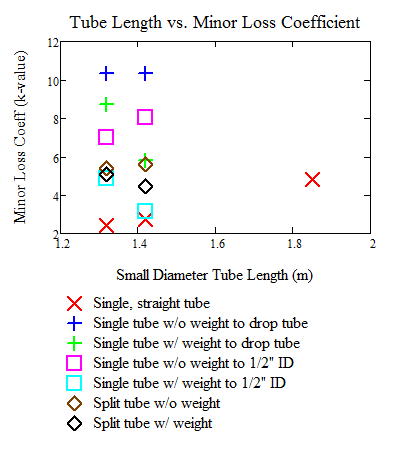 Tube Length vs. Minor Loss Coefficient
Minor Loss Coeff (k-value)
12
10
8
6
4
2
1.2
1.4
1.6
1.8
2
Small Diameter Tube Length (m)
Single, straight tube
Single tube w/o weight to drop tube
Single tube w/ weight to drop tube
Single tube w/o weight to 1/2" ID
Single tube w/ weight to 1/2" ID
Split tube w/o weight
Split tube w/ weight